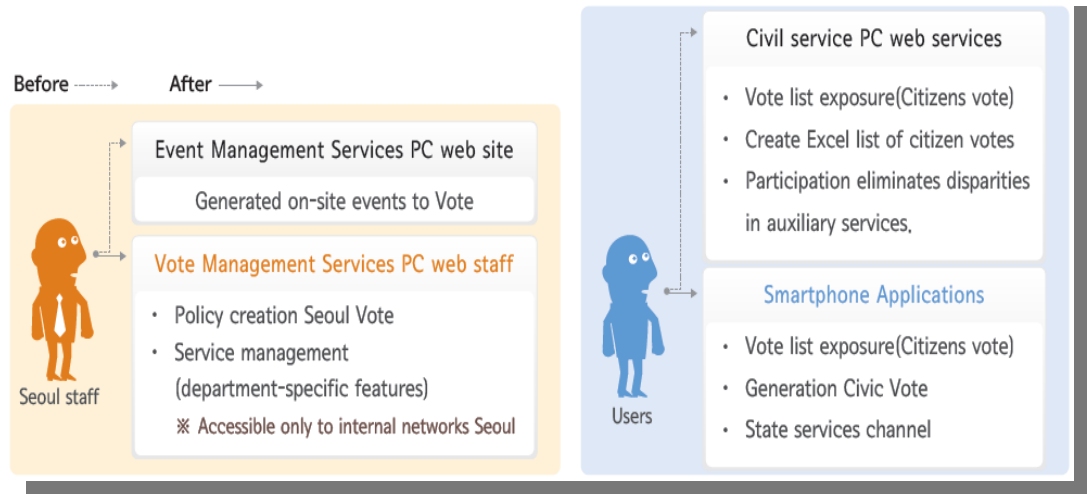 Before
After
Event Management Services PC web site
Generated on-site events to Vote
Vote Management Services PC web staff
· Policy creation Seoul Vote
· Service management
(department-specific features)
※ Accessible only to internal networks Seoul
Seoul staff
Civil service PC web services
· Vote list exposure(Citizens vote)
· Create Excel list of citizen votes
· Participation eliminates disparities
in auxiliary services.
Smartphone Applications
· Vote list exposure(Citizens vote)
· Generation Civic Vote
· State services channel
Users